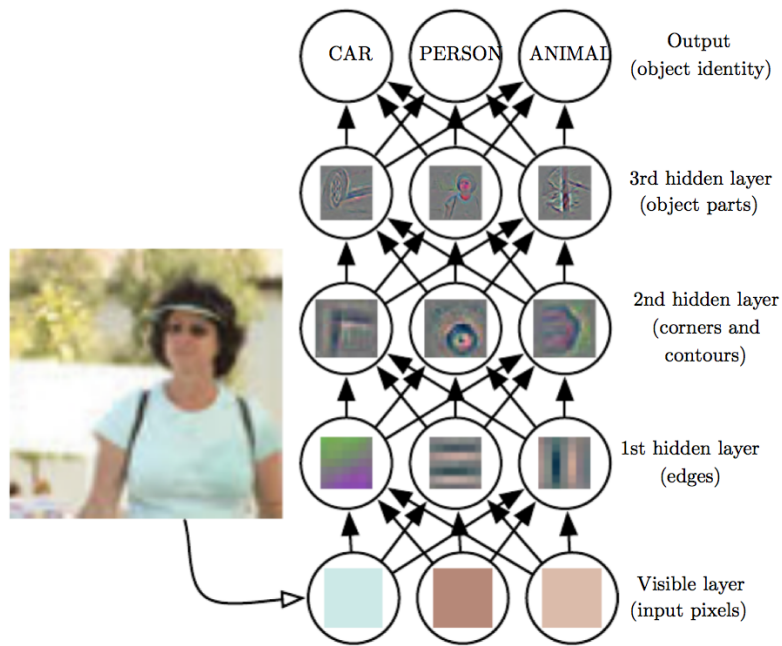 CAR
PERSON
ANIMAL
Output
(object identity)
3rd hidden layer
(object parts)
2nd hidden layer
(corners and
contours)
1st hidden layer
(edges)
Visible layer
(input pixels)